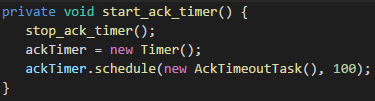 private void start_ack_timer() {
    stop_ack_timer();
    ackTimer = new Timer();
    ackTimer.schedule(new AckTimeoutTask(), 100);
}